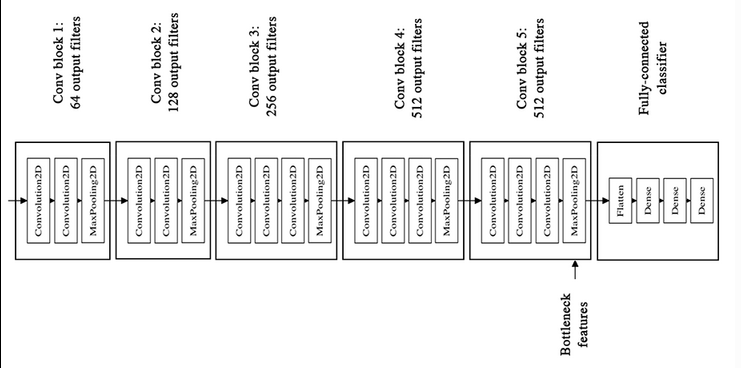 Conv block 1:
64 output filters
Convolution2D
Convolution2D
MaxPooling2D
Conv block 2:
128 output filters
Convolution2D
Convolution2D
MaxPooling2D
Conv block 3:
256 output filters
Convolution2D
Convolution2D
Convolution2D
MaxPooling2D
Conv block 4:
512 output filters
Convolution2D
Convolution2D
Convolution2D
MaxPooling2D
Conv block 5:
512 output filters
Convolution2D
Convolution2D
Convolution2D
MaxPooling2D
Bottleneck
features
Fully-connected
classifier
Flatten
Dense
Dense
Dense